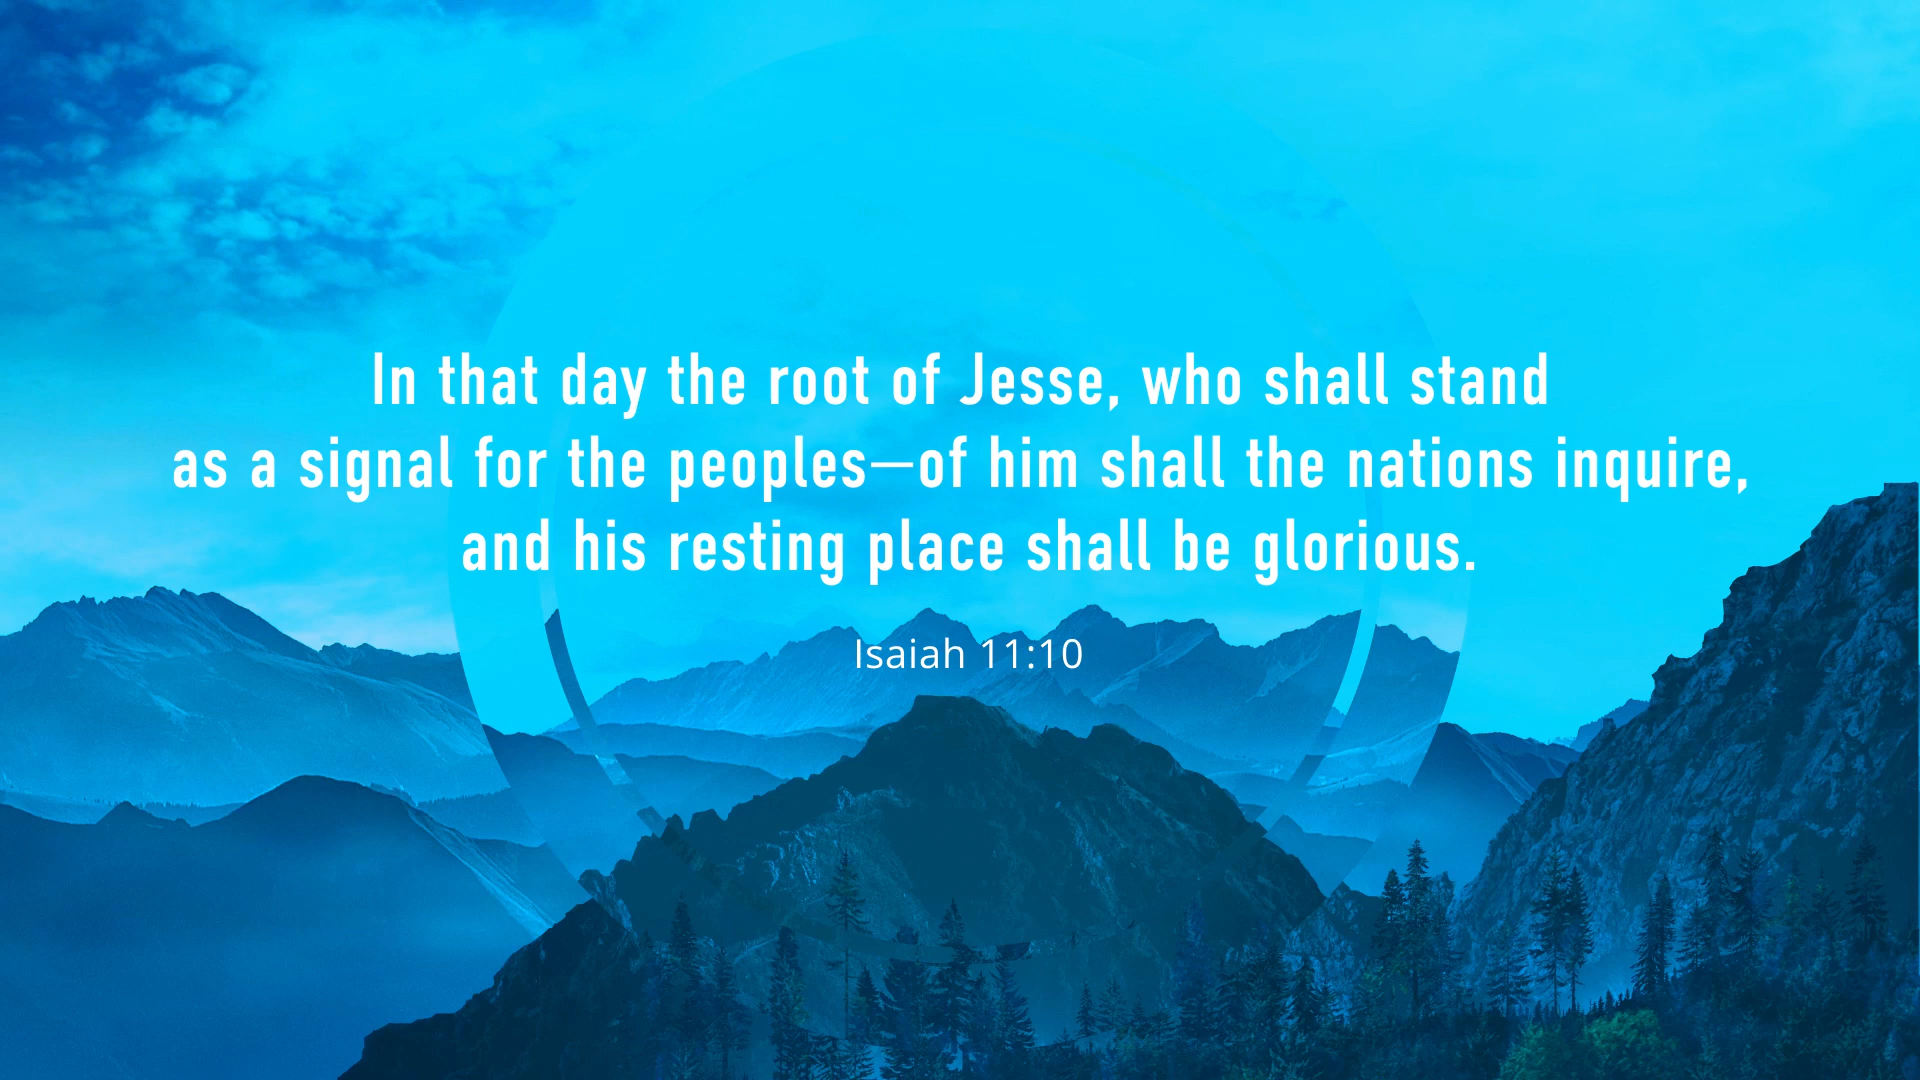 In that day the root of Jesse, who shall stand
as a signal for the peoples—of him shall the nations inquire,
and his resting place shall be glorious.
Isaiah 11:10